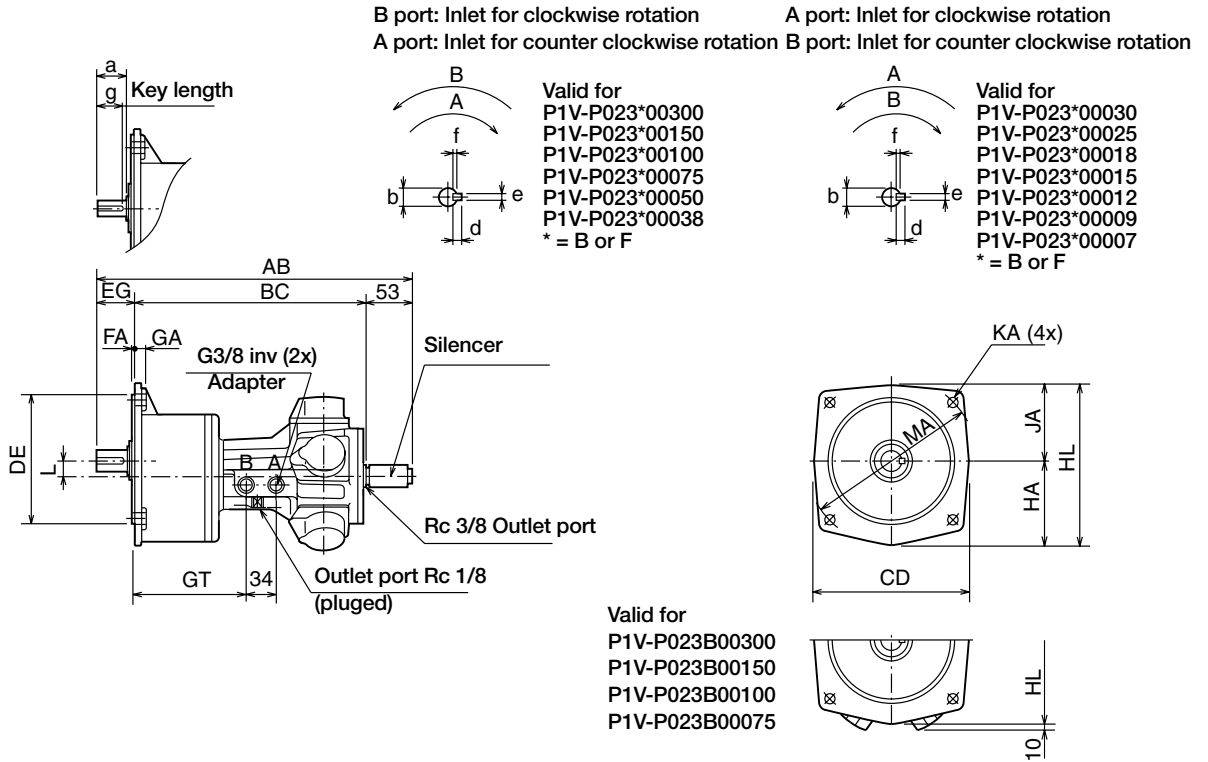 B port: Inlet for clockwise rotation
A port: Inlet for counter clockwise rotation
A port: Inlet for clockwise rotation
B port: Inlet for counter clockwise rotation
a
g
Key length
B
A
f
b
e
d
Valid for
P1V-P023*00300
P1V-P023*00150
P1V-P023*00100
P1V-P023*00075
P1V-P023*00050
P1V-P023*00038
* = B or F
A
B
f
b
e
d
Valid for
P1V-P023*00030
P1V-P023*00025
P1V-P023*00018
P1V-P023*00015
P1V-P023*00012
P1V-P023*00009
P1V-P023*00007
* = B or F
AB
EG
BC
53
FA
GA
G3/8 inv (2x)
Adapter
Silencer
DE
L
B
A
Rc 3/8 Outlet port
GT
34
Outlet port Rc 1/8
(pluged)
KA (4x)
MA
JA
HA
HL
CD
Valid for
P1V-P023B00300
P1V-P023B00150
P1V-P023B00100
P1V-P023B00075
HL
10